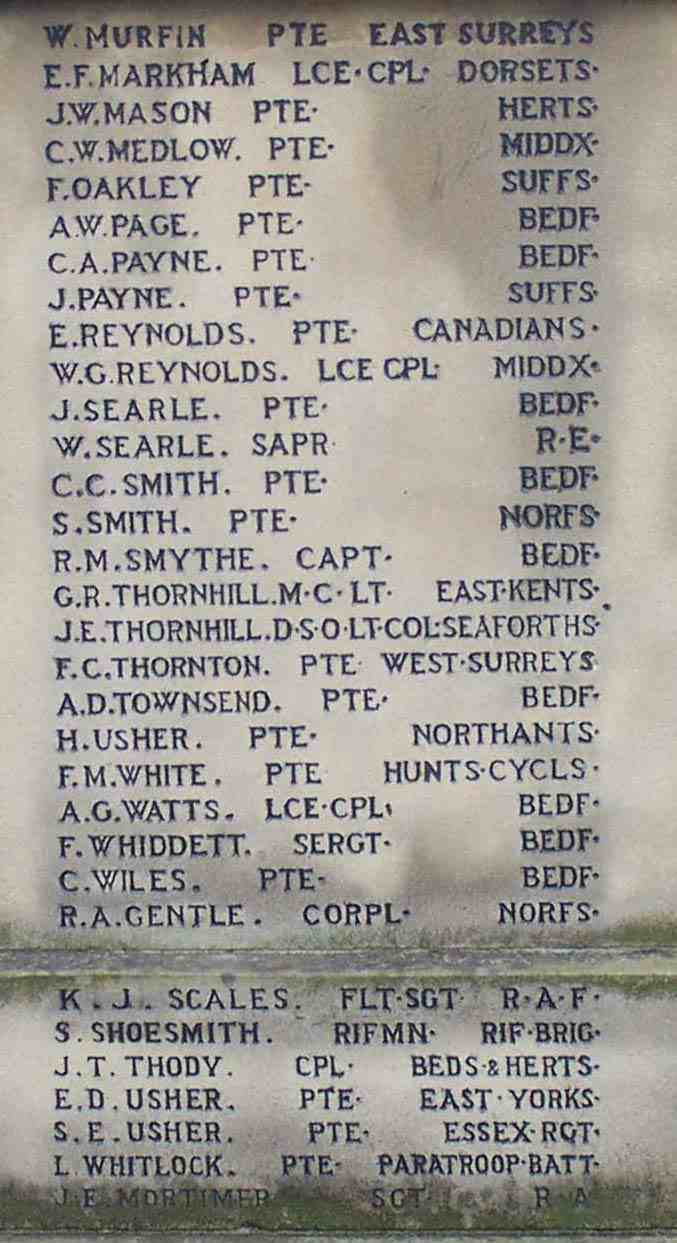 W. MURFIN PTE EAST SURREYS
E.F. MARKHAM LCE·CPL· DORSETS·
J.W. MASON PTE· HERTS·
C.W. MEDLOW. PTE· MIDDX·
F. OAKLEY PTE· SUFFS·
A.W. PAGE. PTE· BEDF·
C.A. PAYNE. PTE· BEDF·
J. PAYNE. PTE· SUFFS·
E. REYNOLDS. PTE· CANADIANS·
W.G. REYNOLDS. LCE CPL· MIDDX·
J. SEARLE. PTE· BEDF·
W. SEARLE. SAPR· R·E·
C.C. SMITH. PTE· BEDF·
S. SMITH. PTE· NORFS·
R.M. SMYTHE. CAPT· BEDF·
G.R. THORNHILL. M·C· LT· EAST·KENTS·
J.E. THORNHILL. D·S·O· LT·COL· SEAFORTHS·
F.C. THORNTON. PTE· WEST·SURREYS
A.D. TOWNSEND. PTE· BEDF·
H. USHER. PTE· NORTHANTS·
F.M. WHITE. PTE HUNTS·CYCLS·
A.G. WATTS. LCE·CPL· BEDF·
F. WHIDDETT. SERGT· BEDF·
C. WILES. PTE· BEDF·
R.A. GENTLE. CORPL· NORFS·
K. J. SCALES. FLT·SGT· R·A·F·
S. SHOESMITH. RIFMN· RIF·BRIG·
J. T. THODY. CPL· BEDS·&HERTS·
E. D. USHER. PTE· EAST·YORKS·
S. E. USHER. PTE· ESSEX·RGT·
L. WHITLOCK. PTE· PARATROOP·BATT·
J. E. MORTIMER SGT· R A